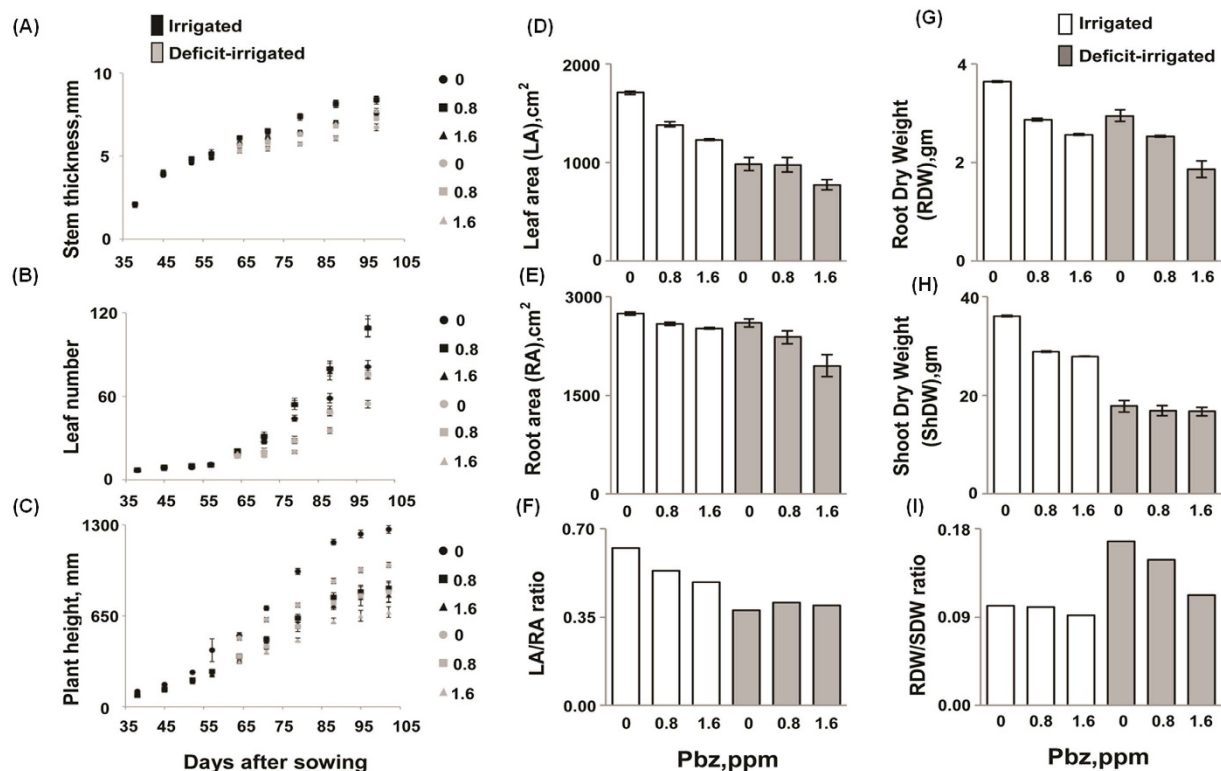 (A)
Irrigated
Deficit-irrigated
Stem thickness,mm
10
5
0
35 45 55 65 75 85 95 105
0
0.8
1.6
0
0.8
1.6
(B)
Leaf number
120
60
0
35 45 55 65 75 85 95 105
0
0.8
1.6
0
0.8
1.6
(C)
Plant height, mm
1300
650
0
35 45 55 65 75 85 95 105
0
0.8
1.6
0
0.8
1.6
Days after sowing
(D)
Leaf area (LA),cm²
2000
1000
0
0 0.8 1.6 0 0.8 1.6
(E)
Root area (RA),cm²
3000
1500
0
0 0.8 1.6 0 0.8 1.6
(F)
LA/RA ratio
0.70
0.35
0.00
0 0.8 1.6 0 0.8 1.6
Pbz,ppm
(G)
Irrigated
Deficit-irrigated
Root Dry Weight
(RDW),gm
4
2
0
0 0.8 1.6 0 0.8 1.6
(H)
Shoot Dry Weight
(ShDW),gm
40
20
0
0 0.8 1.6 0 0.8 1.6
(I)
RDW/SDW ratio
0.18
0.09
0.00
0 0.8 1.6 0 0.8 1.6
Pbz,ppm